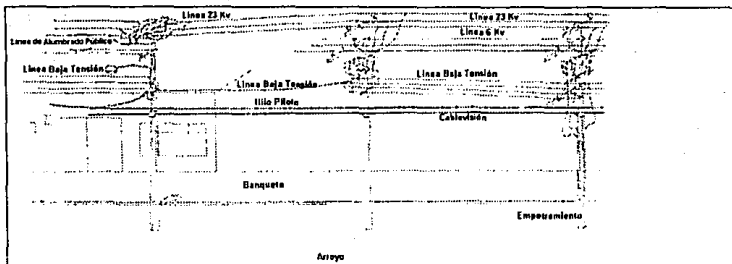 Linea 23 Kv
Linea 23 Kv
Linea de Alumbrado Público
Linea 6 Kv
Linea Baja Tensión
Linea Baja Tensión
Linea Baja Tensión
Hilo Piloto
Cablevisión
Banqueta
Empotramiento
Arroyo